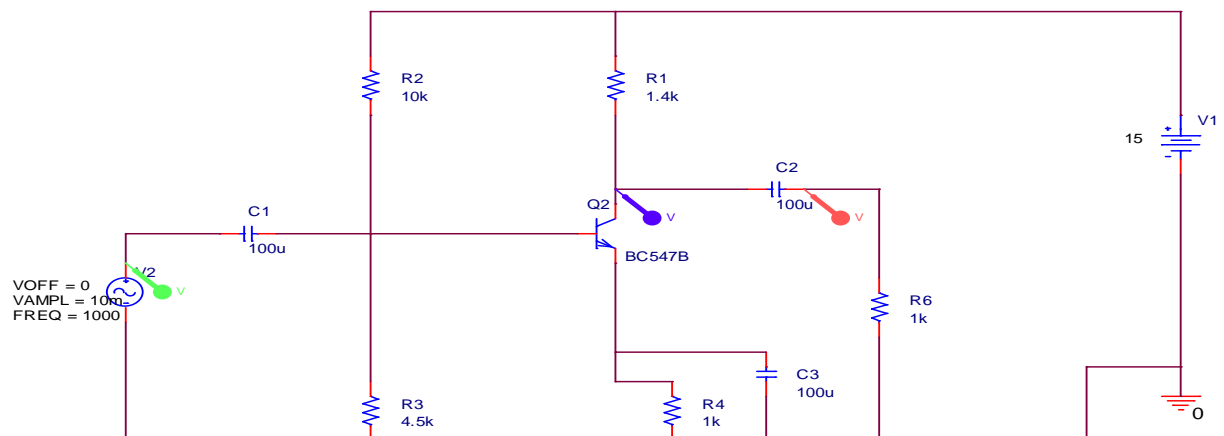 R2
10k
R1
1.4k
V1
15
+
-
C2
100u
V
V
Q2
BC547B
C1
100u
V2
+
-
V
VOFF = 0
VAMPL = 10m
FREQ = 1000
R6
1k
C3
100u
R3
4.5k
R4
1k
0